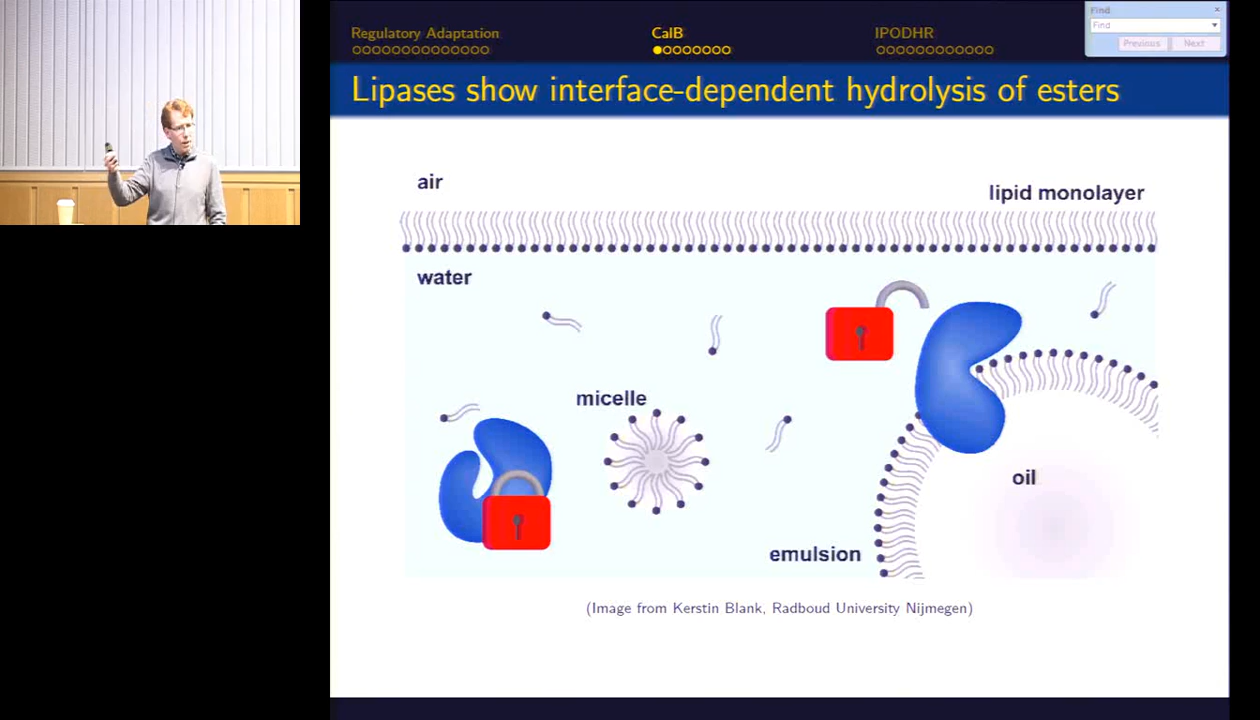 Regulatory Adaptation
CalB
IPODHR
Find
Find
Previous
Next
Lipases show interface-dependent hydrolysis of esters
air
lipid monolayer
water
micelle
oil
emulsion
(Image from Kerstin Blank, Radboud University Nijmegen)